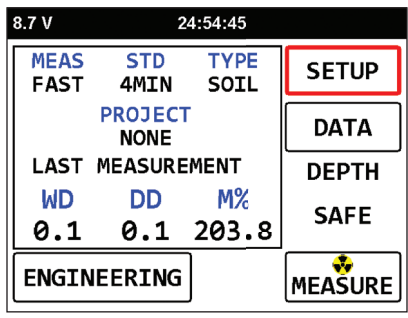 8.7 V 24:54:45
MEAS STD TYPE
FAST 4MIN SOIL
PROJECT
NONE
LAST MEASUREMENT
WD DD M%
0.1 0.1 203.8
ENGINEERING
SETUP
DATA
DEPTH
SAFE
MEASURE